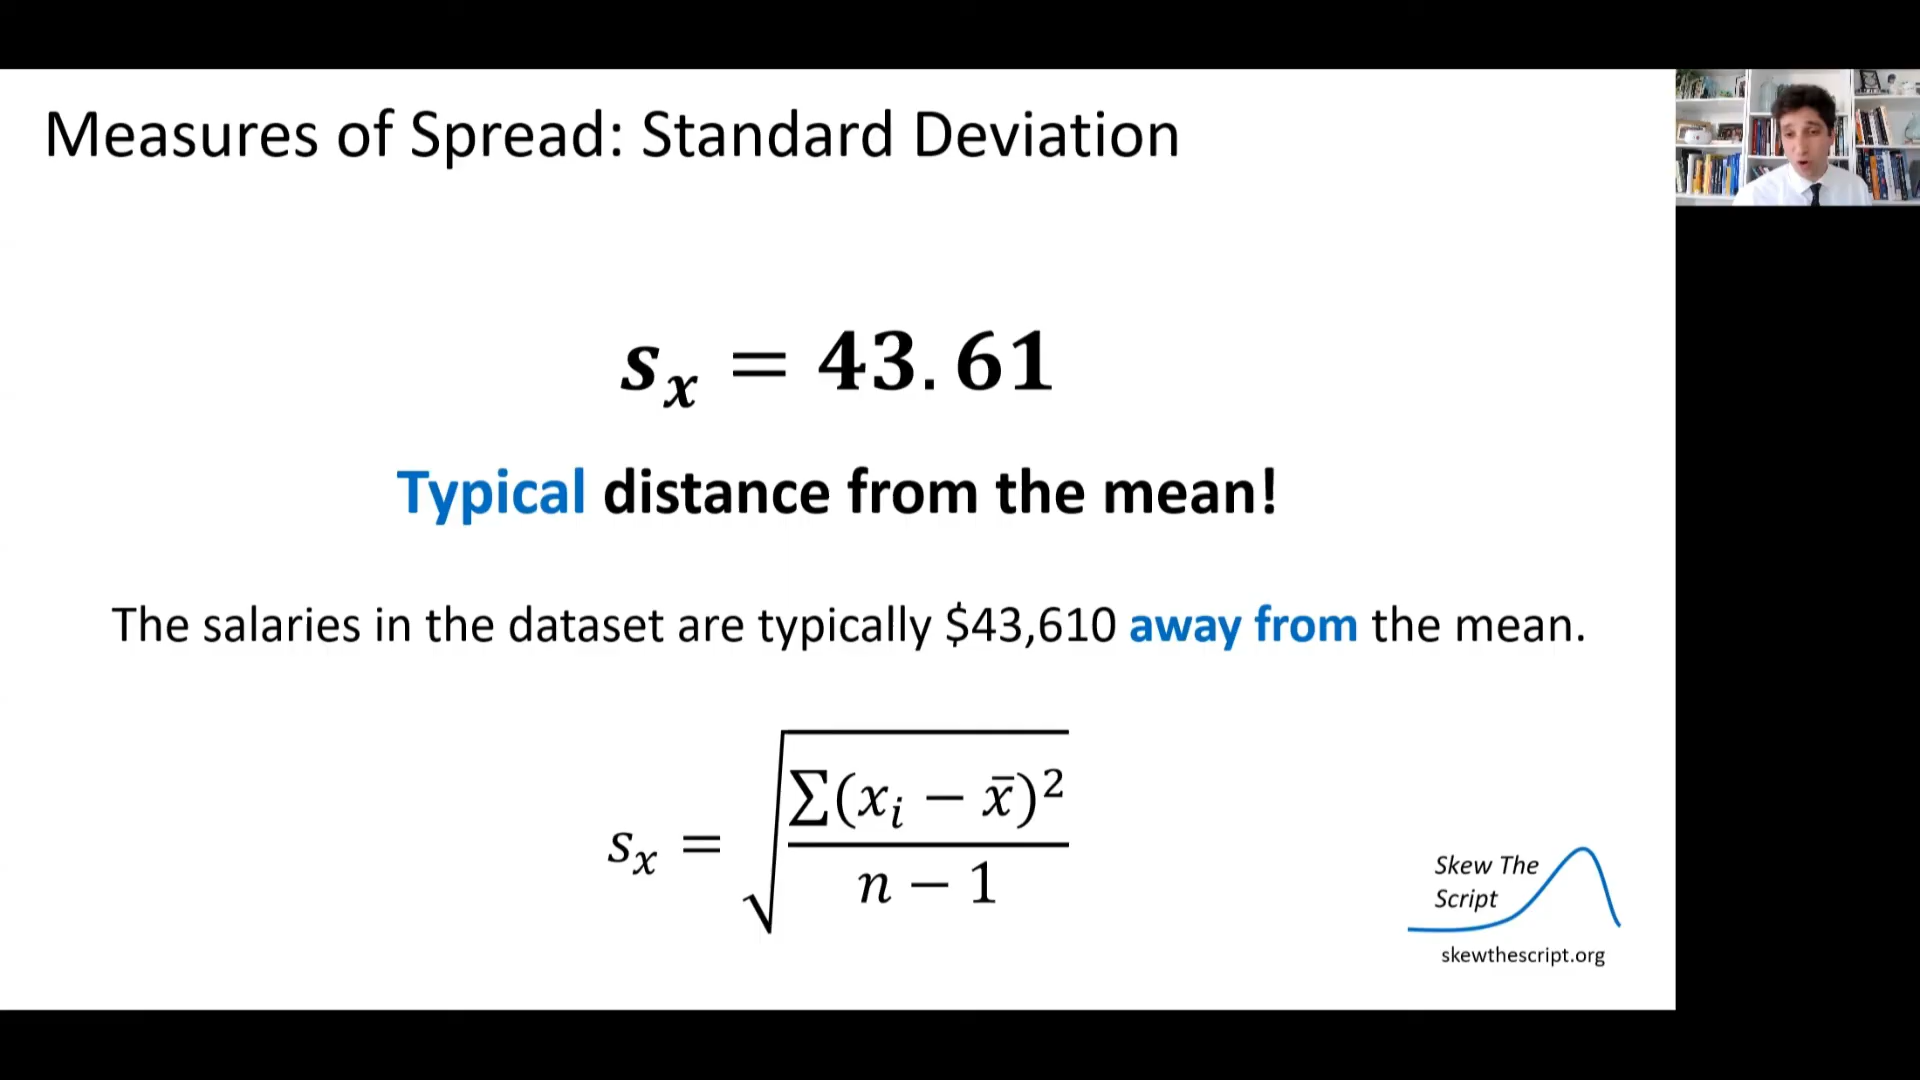 Measures of Spread: Standard Deviation
sₓ = 43.61
Typical distance from the mean!
The salaries in the dataset are typically $43,610 away from the mean.
sₓ = √(∑(xᵢ − x̄)² / (n − 1))
Skew The
Script
skewthescript.org